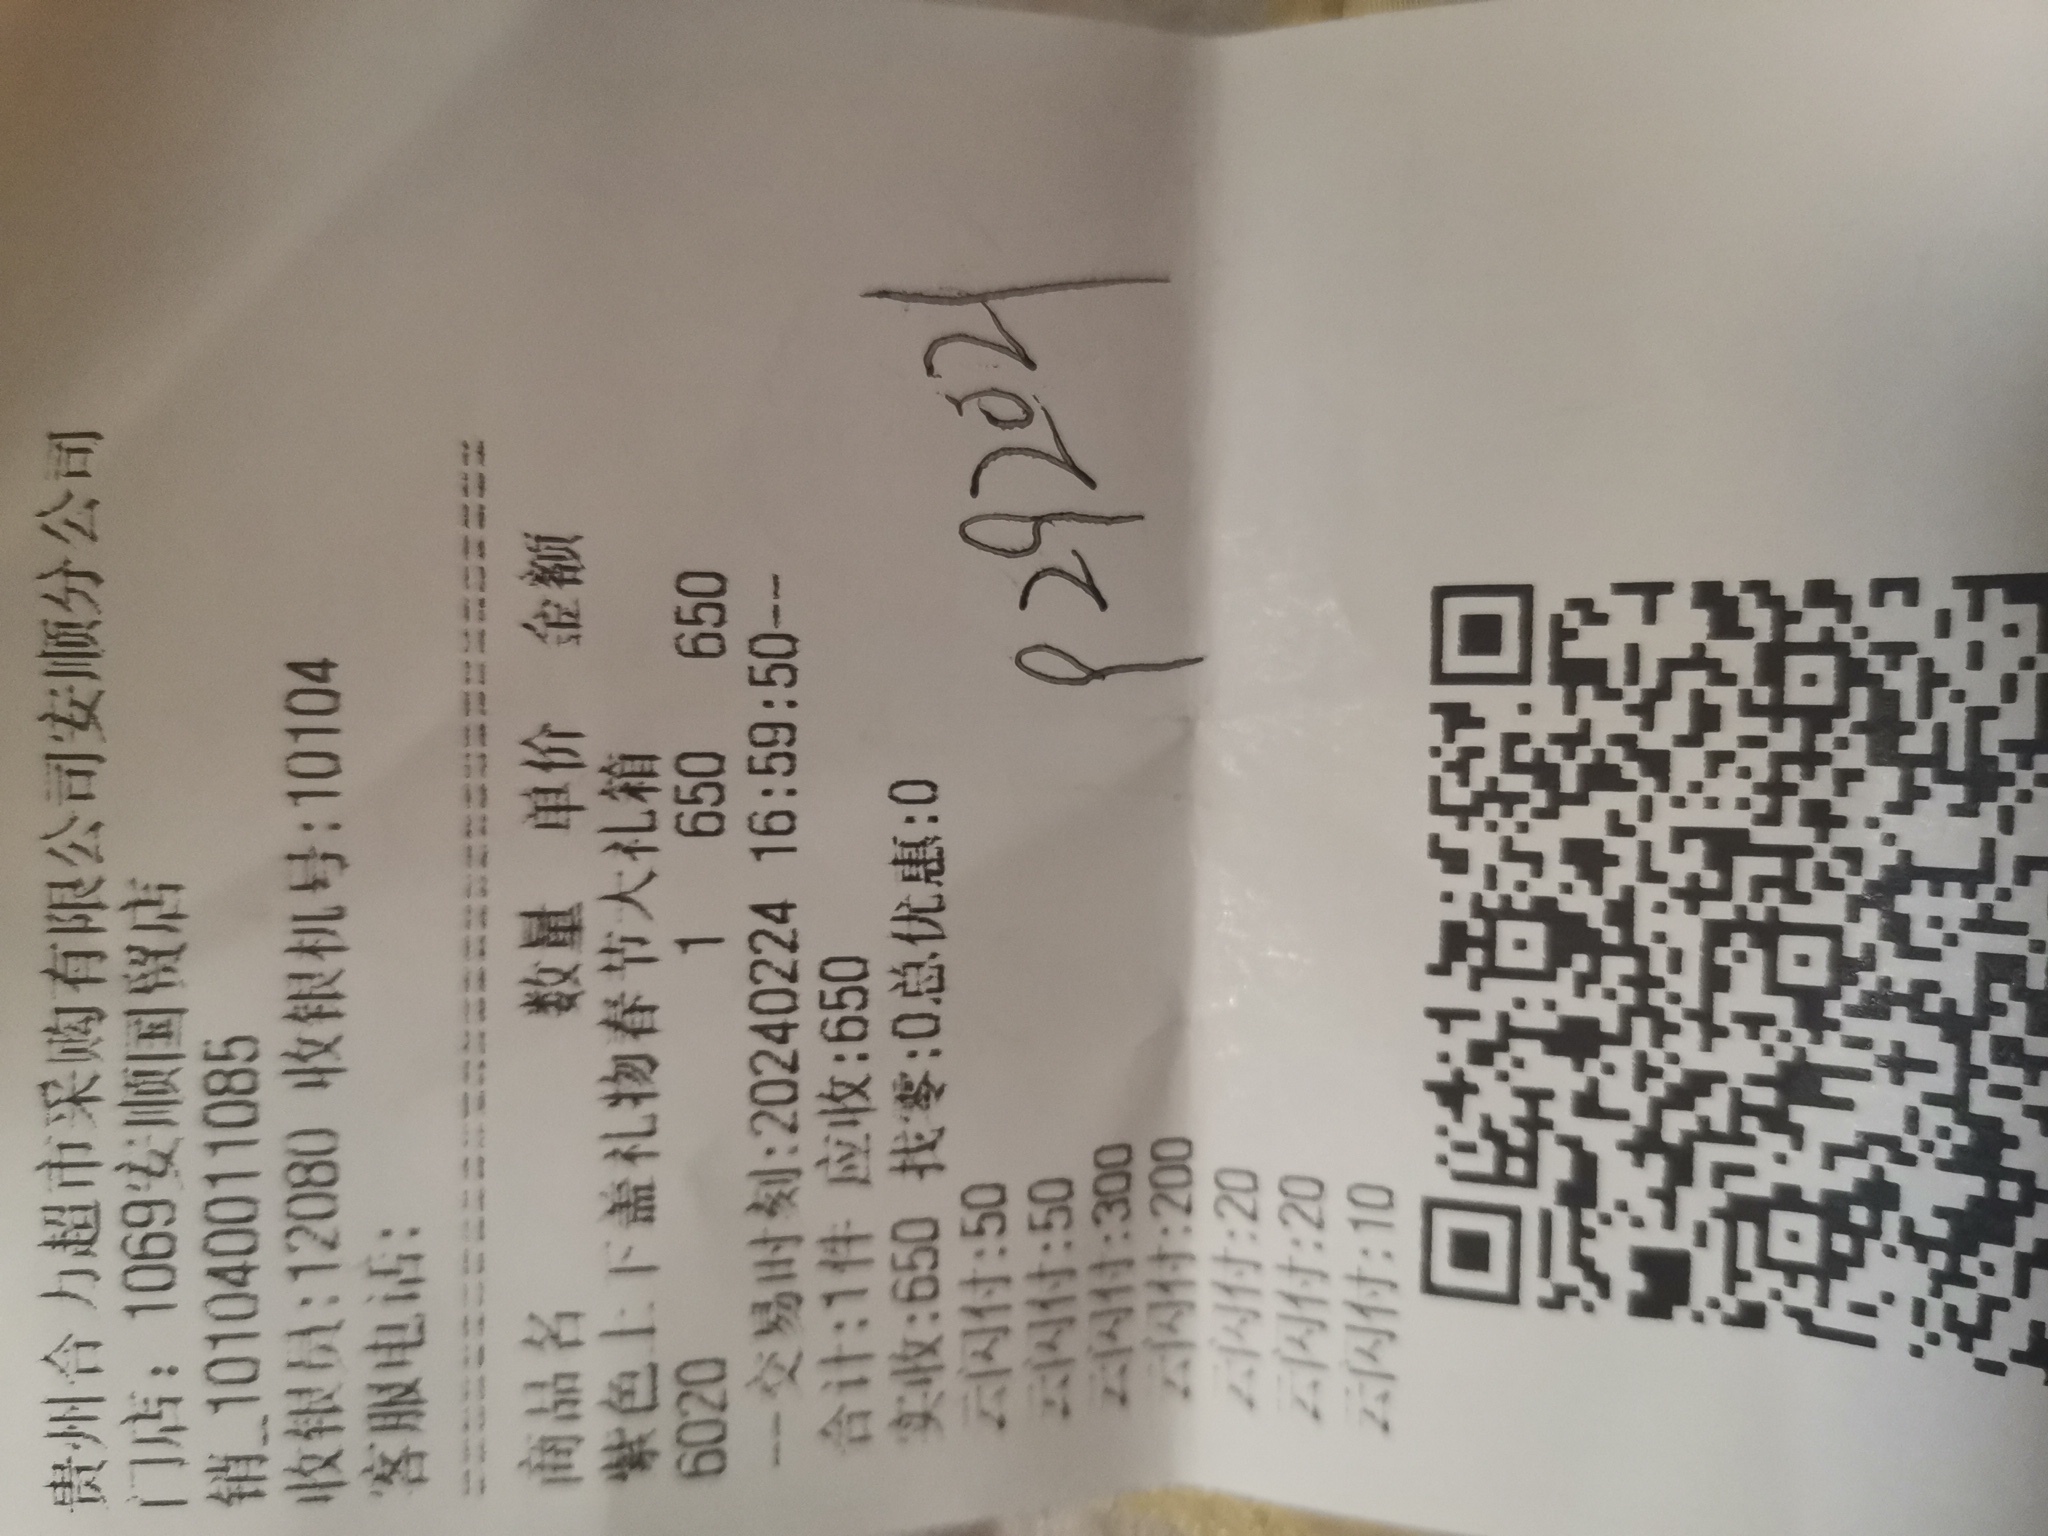 贵州合力超市采购有限公司安顺分公司
门店：1069安顺国贸店
销_1010400011085
收银员:12080 收银机号:10104
客服电话:
商品名 数量 单价 金额
紫色上下盖礼物春节大礼箱
6020 1 650 650
---交易时刻:20240224 16:59:50---
合计:1件 应收:650
实收:650 找零:0总优惠:0
云闪付:50
云闪付:50
云闪付:300
云闪付:200
云闪付:20
云闪付:20
云闪付:10